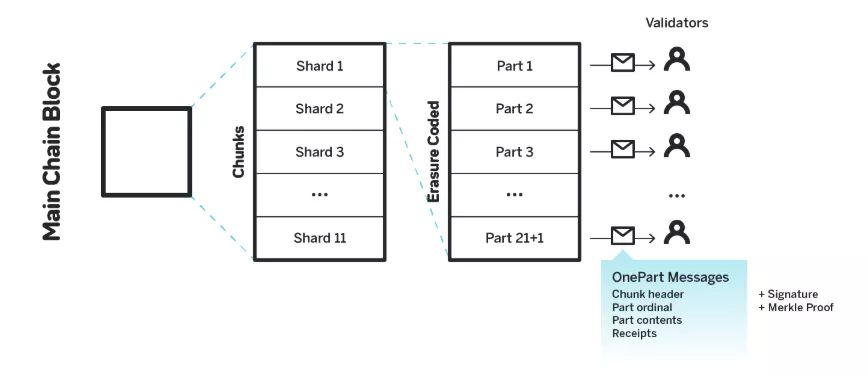 Validators
Main Chain Block
Chunks
Shard 1
Shard 2
Shard 3
...
Shard 11
Erasure Coded
Part 1
Part 2
Part 3
...
Part 21+1
...
OnePart Messages
Chunk header
Part ordinal
Part contents
Receipts
+ Signature
+ Merkle Proof